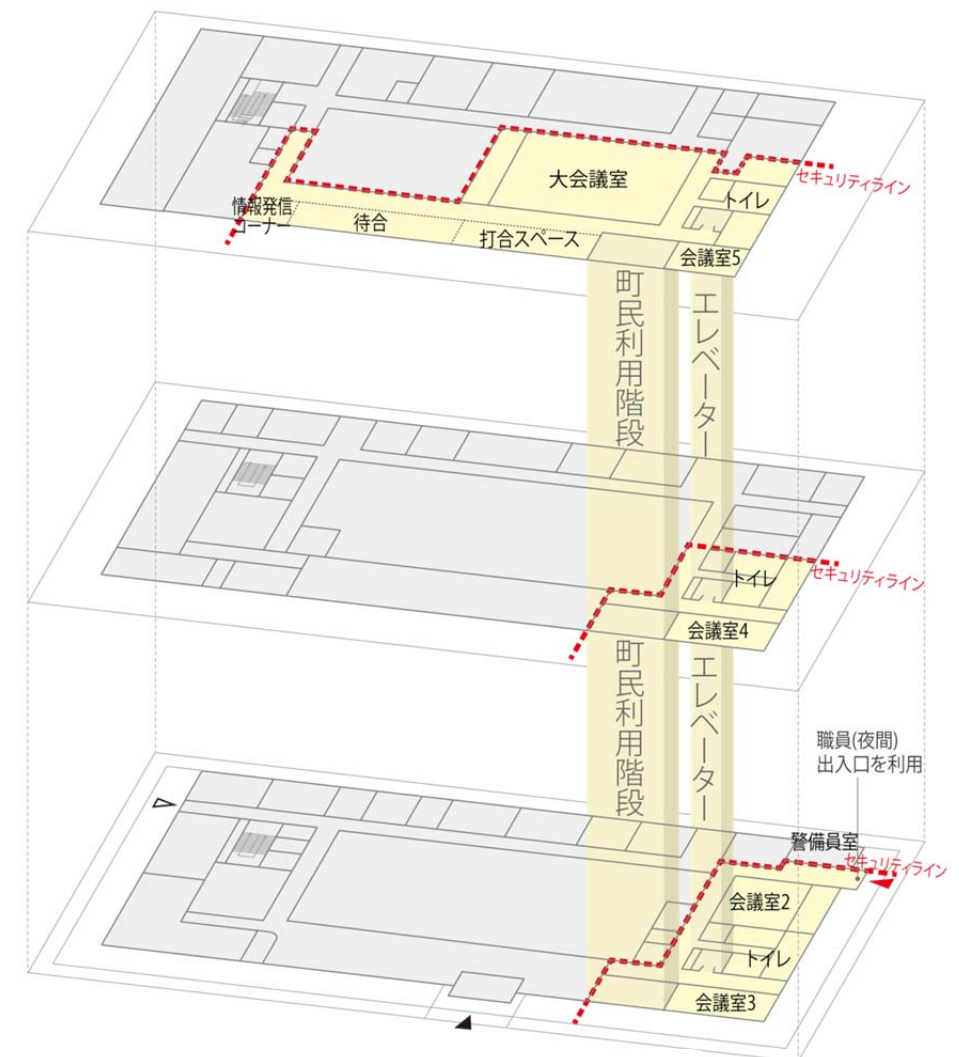 大会議室
セキュリティライン
トイレ
情報発信
コーナー
待合
打合スペース
会議室5
町民利用階段
エレベーター
トイレ
セキュリティライン
会議室4
町民利用階段
エレベーター
職員(夜間)
出入口を利用
警備員室
セキュリティライン
会議室2
トイレ
会議室3